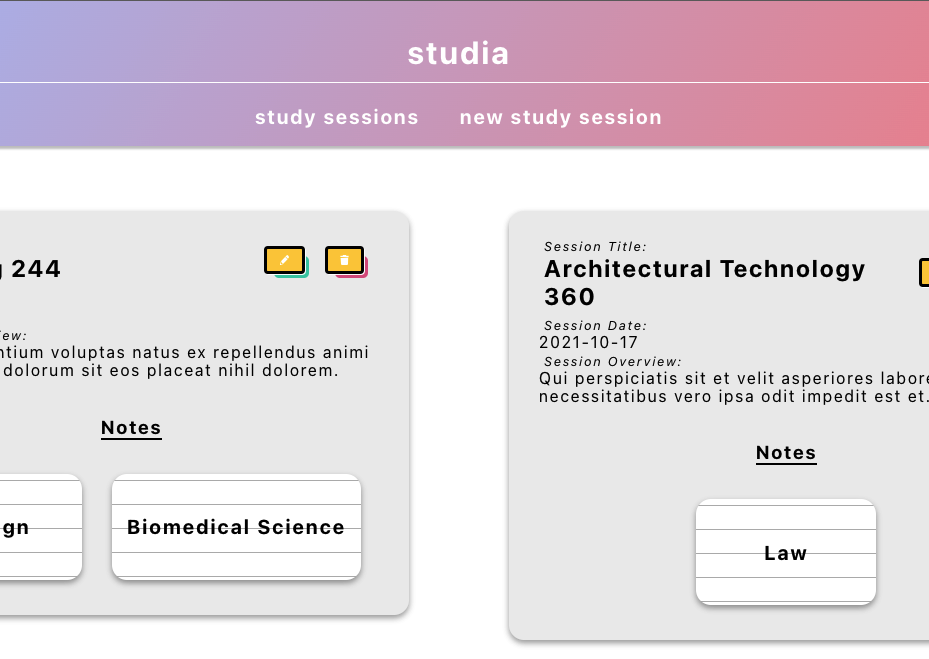 studia
study sessions new study session
244
ew:
ntium voluptas natus ex repellendus animi
dolorum sit eos placeat nihil dolorem.
Notes
gn
Biomedical Science
Session Title:
Architectural Technology
360
Session Date:
2021-10-17
Session Overview:
Qui perspiciatis sit et velit asperiores labore
necessitatibus vero ipsa odit impedit est et.
Notes
Law